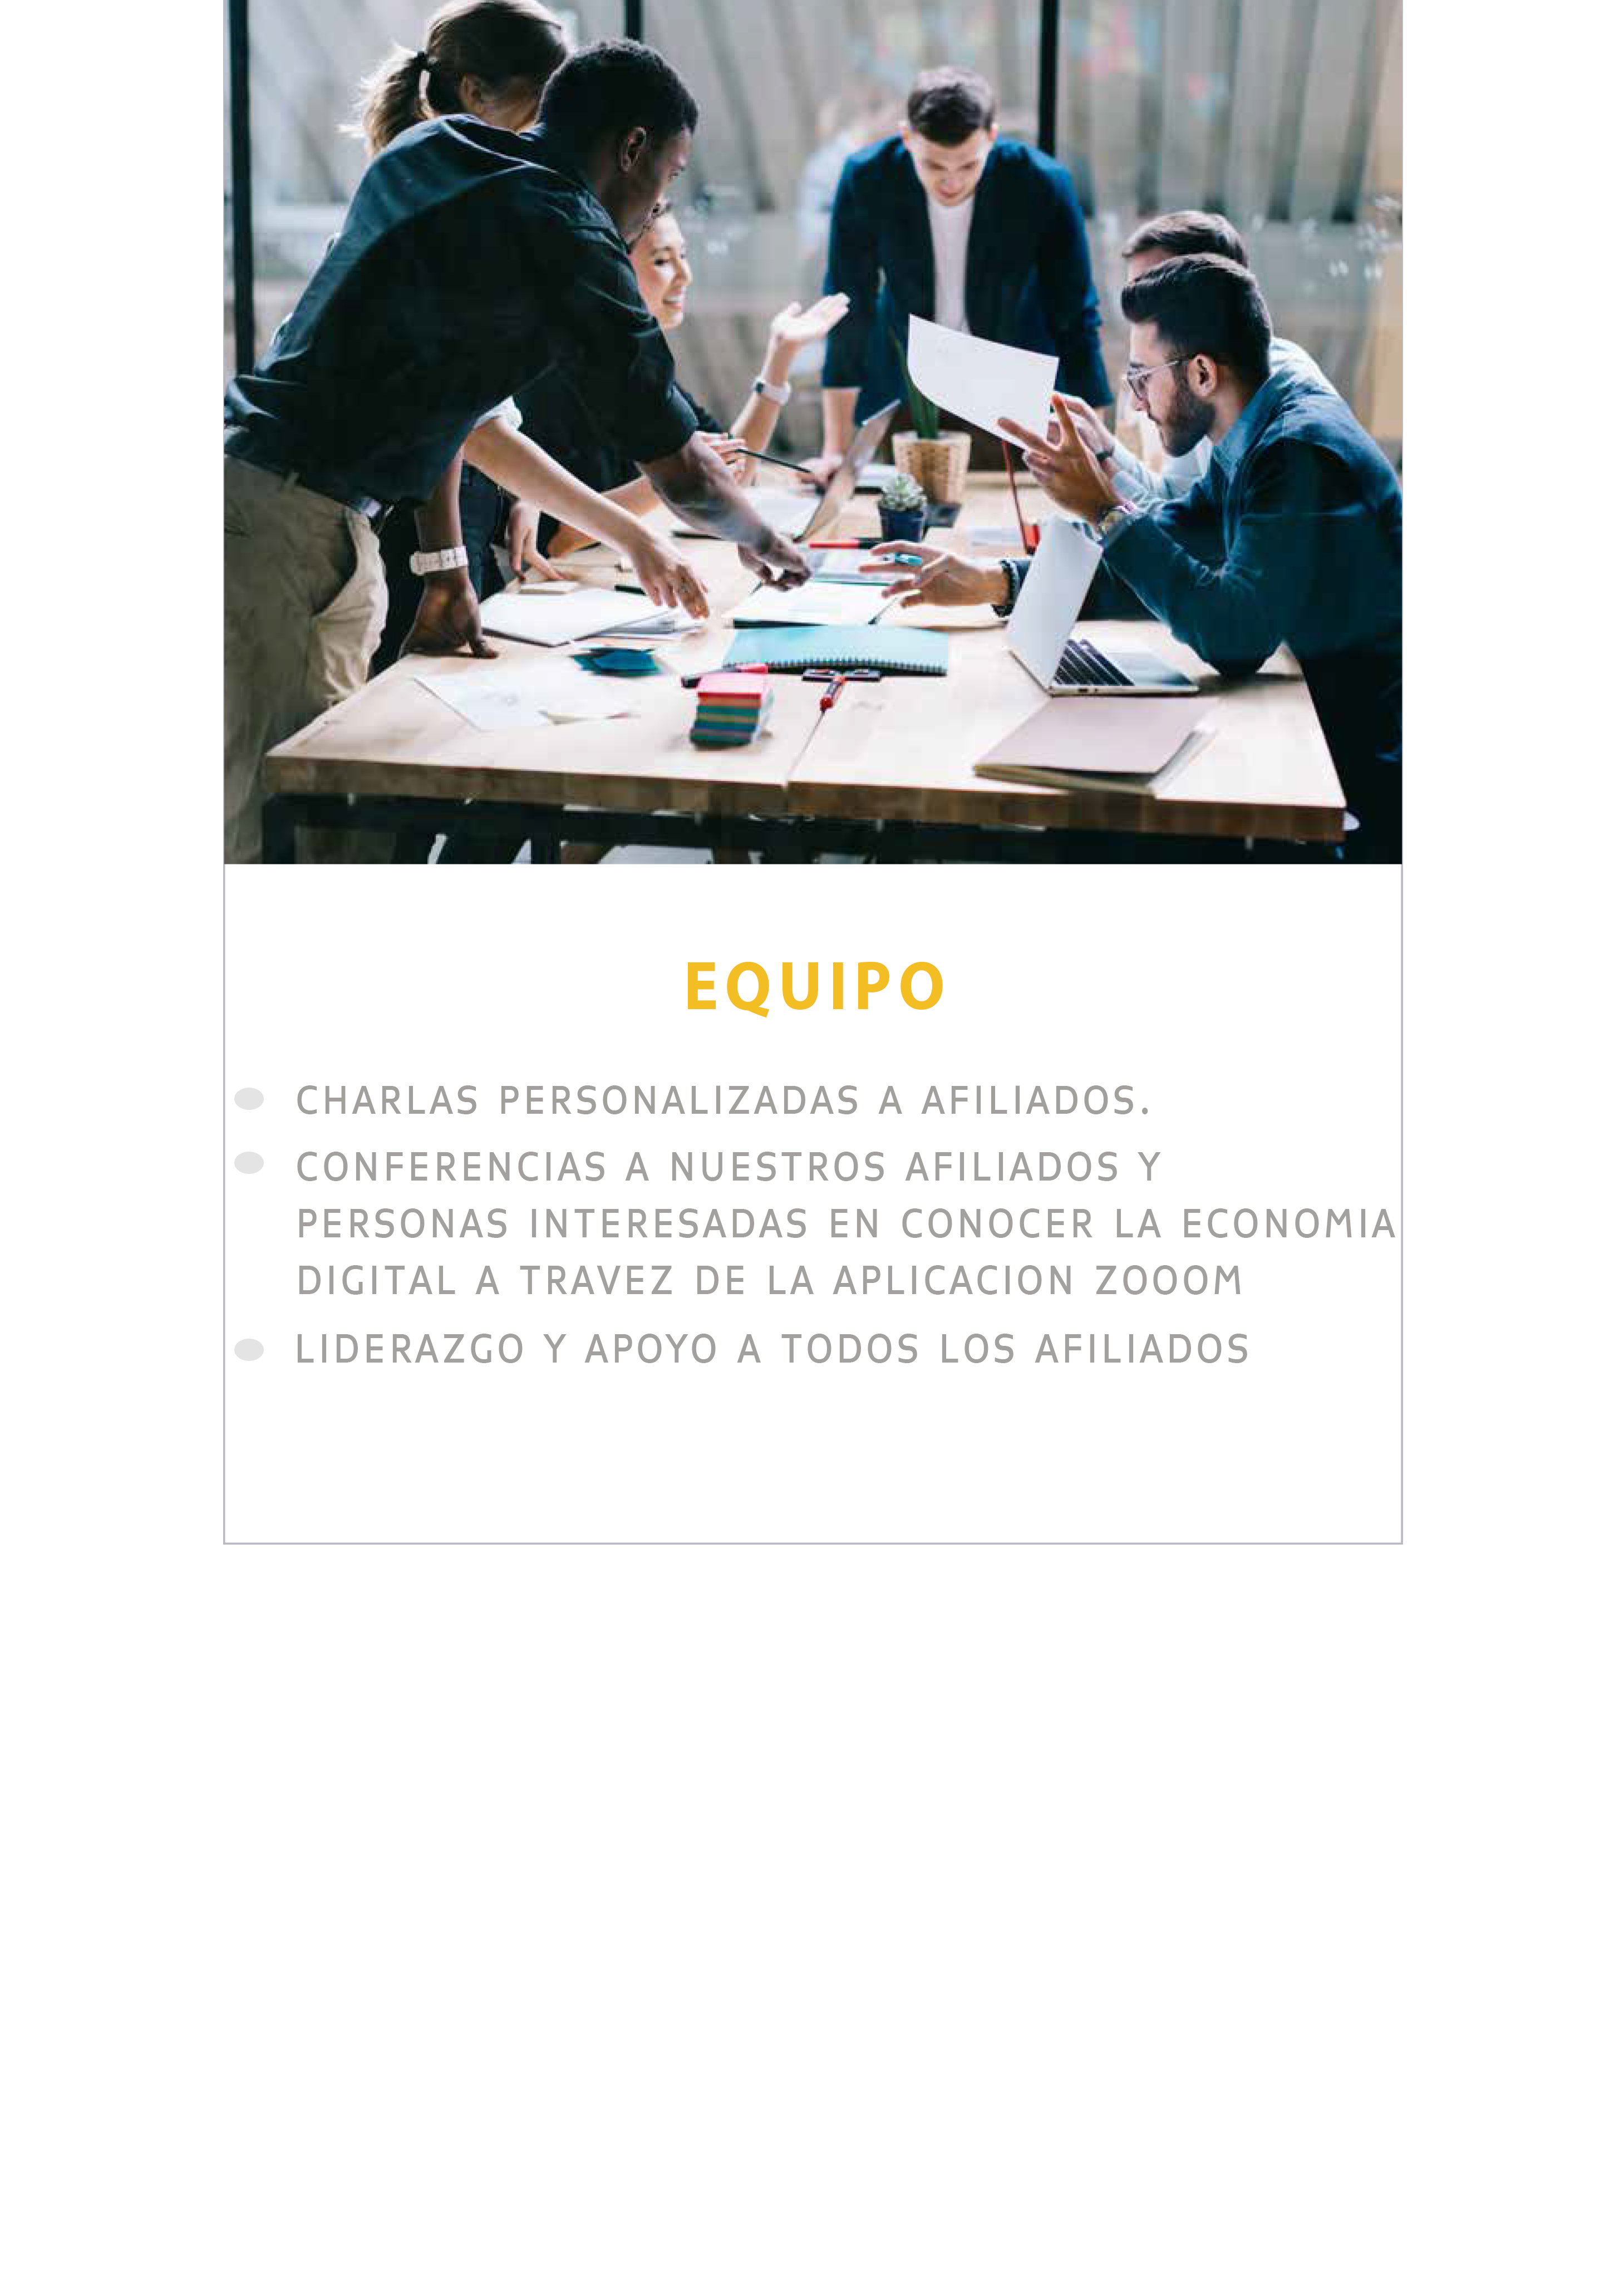 EQUIPO
CHARLAS PERSONALIZADAS A AFILIADOS.
CONFERENCIAS A NUESTROS AFILIADOS Y
PERSONAS INTERESADAS EN CONOCER LA ECONOMIA
DIGITAL A TRAVEZ DE LA APLICACION ZOOOM
LIDERAZGO Y APOYO A TODOS LOS AFILIADOS